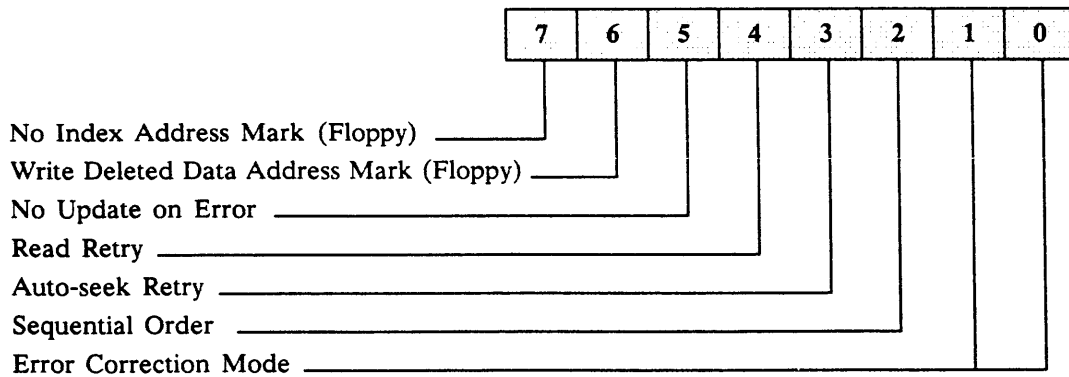 7 6 5 4 3 2 1 0
No Index Address Mark (Floppy)
Write Deleted Data Address Mark (Floppy)
No Update on Error
Read Retry
Auto-seek Retry
Sequential Order
Error Correction Mode